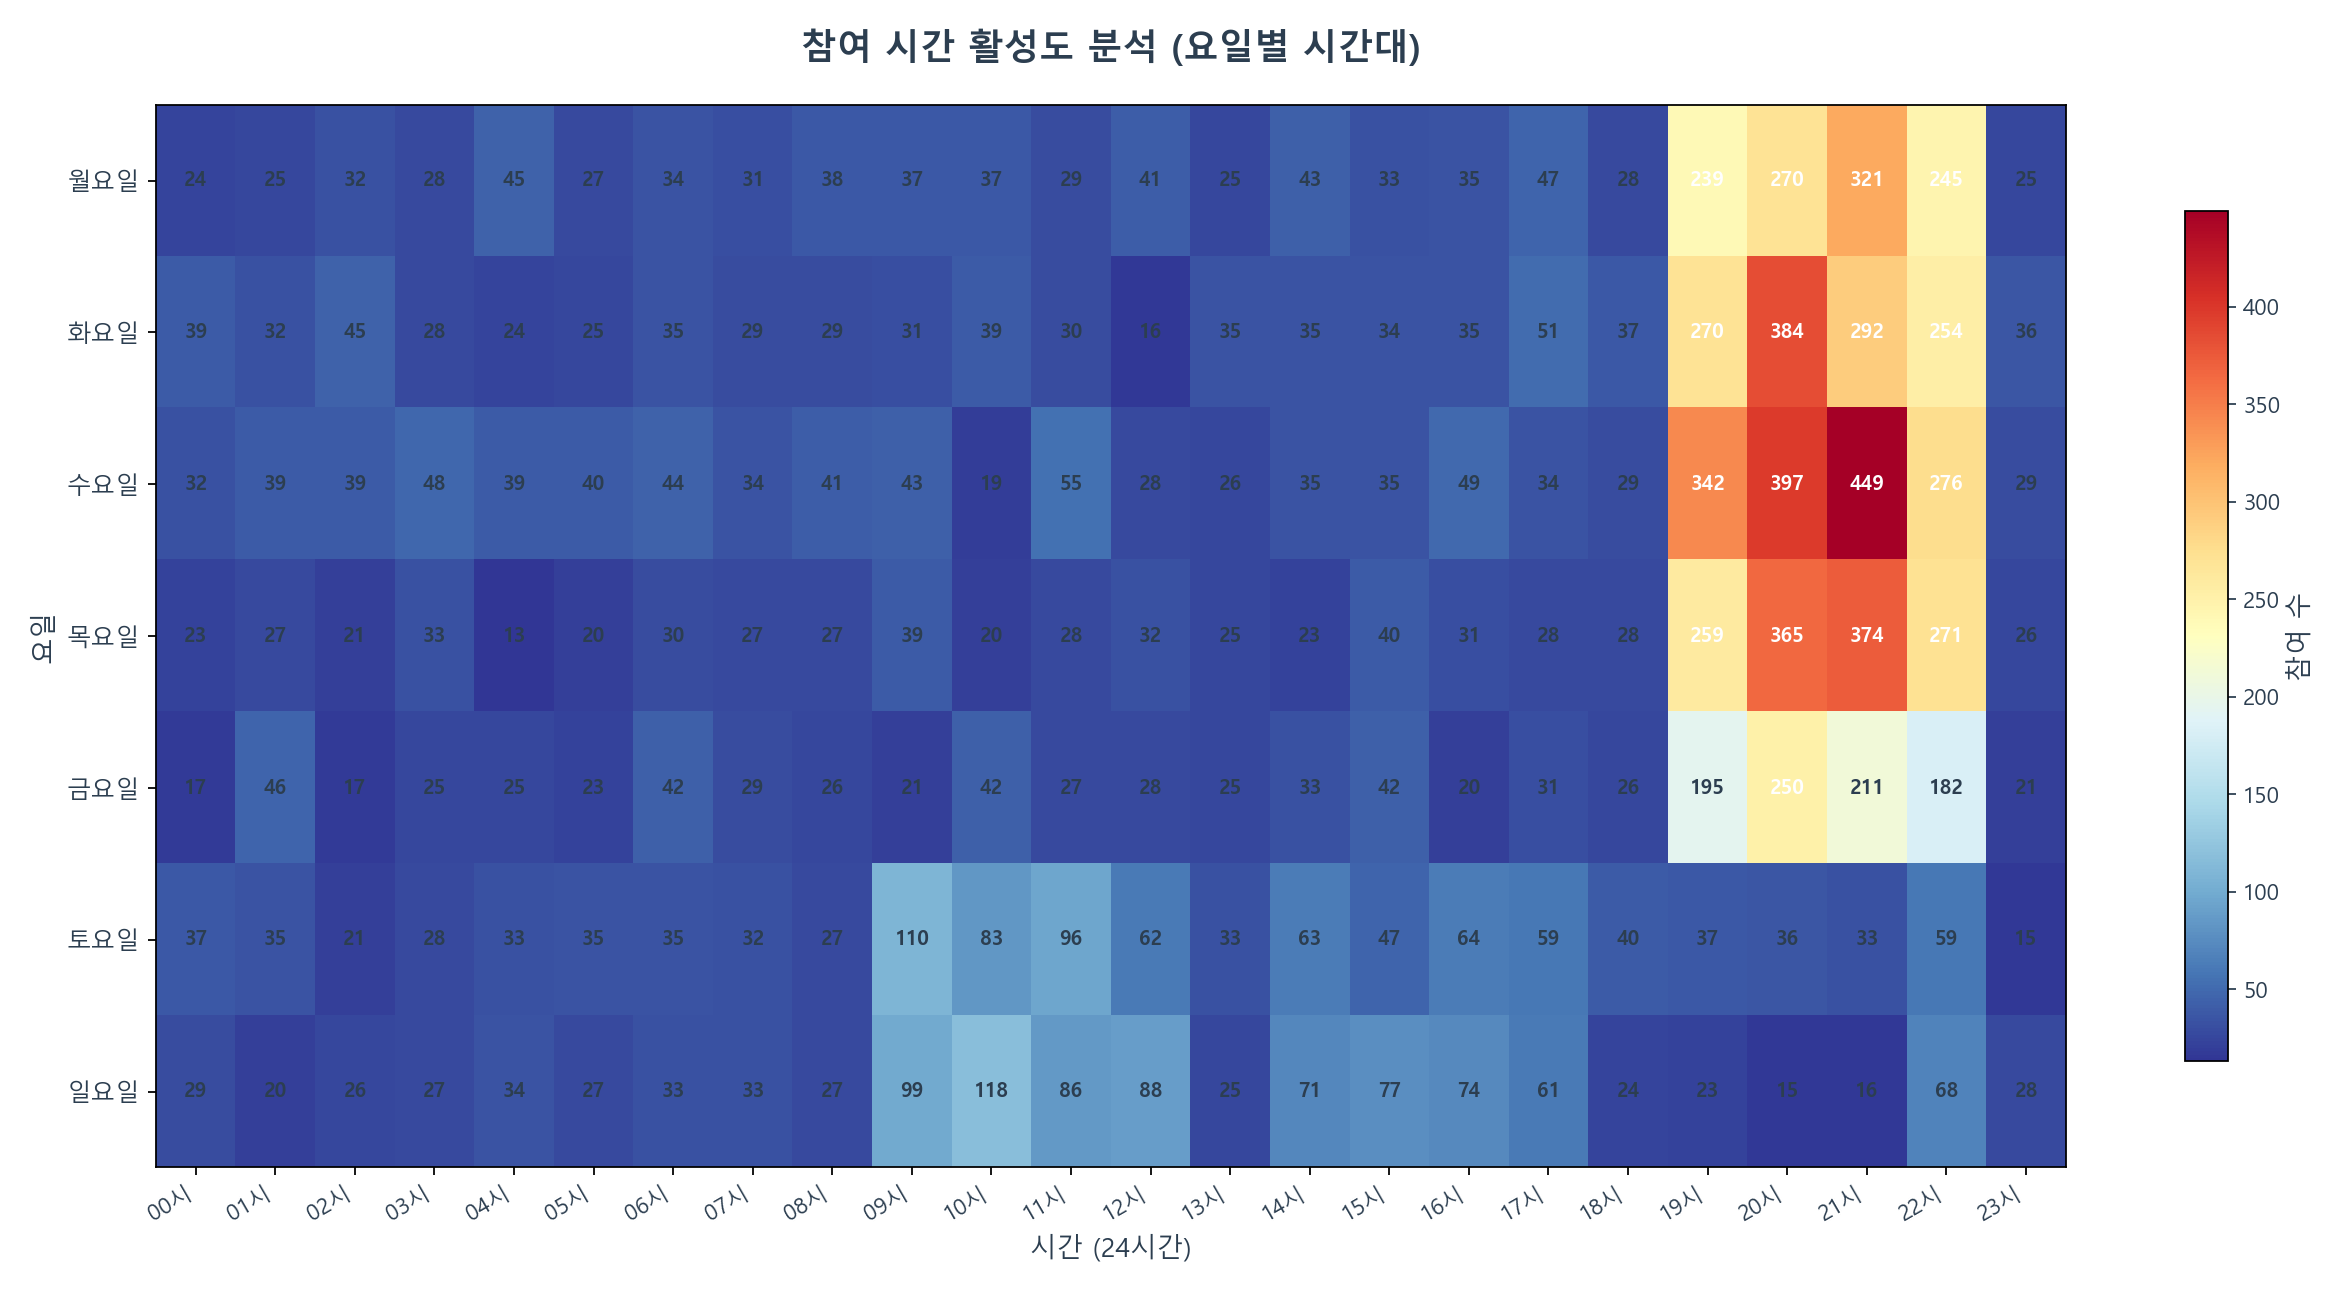 참여 시간 활성도 분석 (요일별 시간대)
월요일 24 25 32 28 45 27 34 31 38 37 37 29 41 25 43 33 35 47 28 239 270 321 245 25
화요일 39 32 45 28 24 25 35 29 29 31 39 30 16 35 35 34 35 51 37 270 384 292 254 36
수요일 32 39 39 48 39 40 44 34 41 43 19 55 28 26 35 35 49 34 29 342 397 449 276 29
목요일 23 27 21 33 13 20 30 27 27 39 20 28 32 25 23 40 31 28 28 259 365 374 271 26
금요일 17 46 17 25 25 23 42 29 26 21 42 27 28 25 33 42 20 31 26 195 250 211 182 21
토요일 37 35 21 28 33 35 35 32 27 110 83 96 62 33 63 47 64 59 40 37 36 33 59 15
일요일 29 20 26 27 34 27 33 33 27 99 118 86 88 25 71 77 74 61 24 23 15 16 68 28
요일
00시 01시 02시 03시 04시 05시 06시 07시 08시 09시 10시 11시 12시 13시 14시 15시 16시 17시 18시 19시 20시 21시 22시 23시
시간 (24시간)
400
350
300
250
200
150
100
50
참여 수